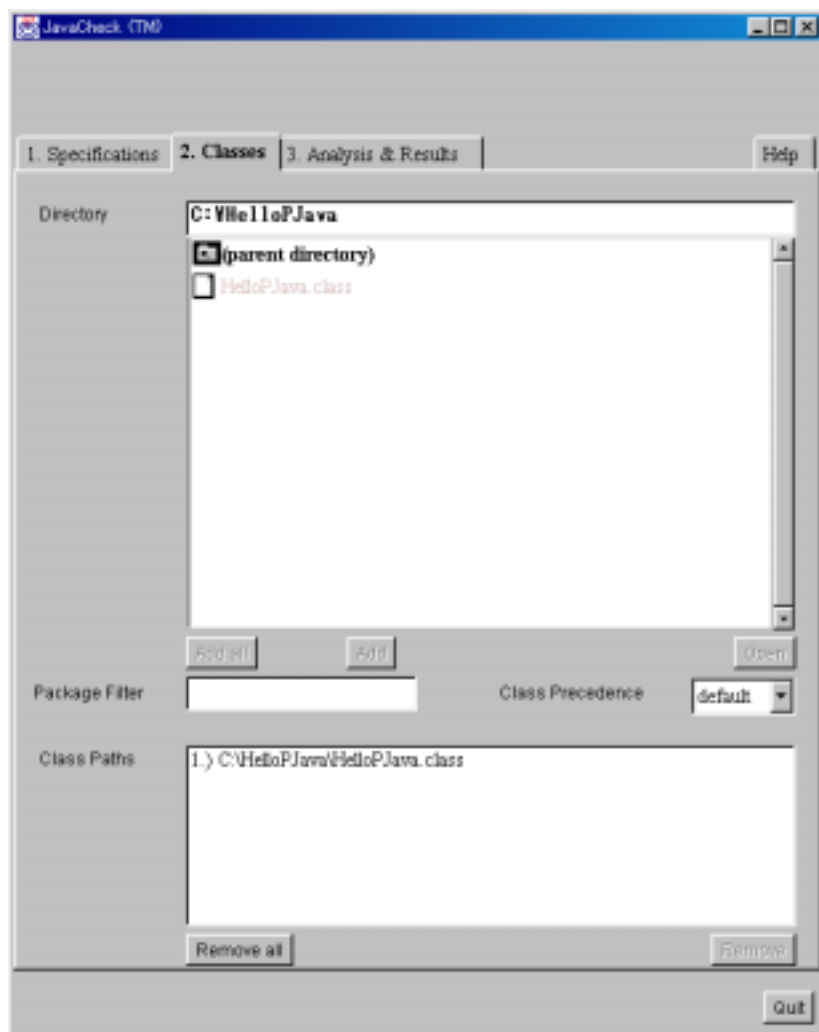 JavaCheck (TM)
1. Specifications 2. Classes 3. Analysis & Results Help
Directory C:¥HelloPJava
(parent directory)
HelloPJava.class
Add all Add Open
Package Filter Class Precedence default
Class Paths 1.) C:\HelloPJava\HelloPJava.class
Remove all Remove
Quit